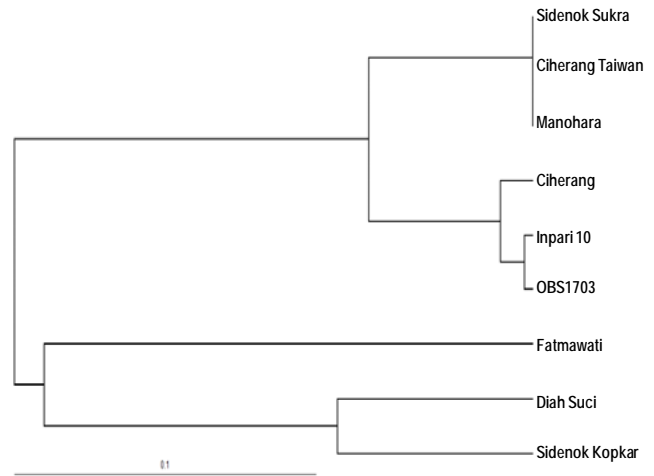 Sidenok Sukra
Ciherang Taiwan
Manohara
Ciherang
Inpari 10
OBS1703
Fatmawati
Diah Suci
Sidenok Kopkar
0.1